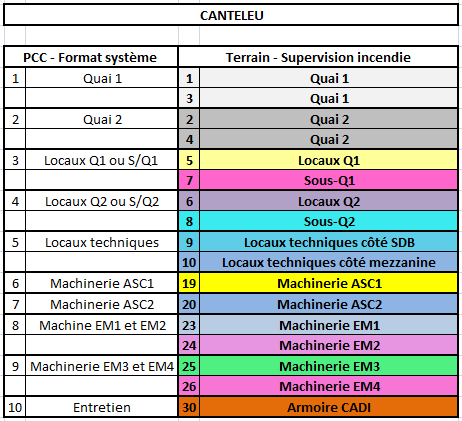 CANTELEU
PCC - Format système Terrain - Supervision incendie
1 Quai 1 1 Quai 1
3 Quai 1
2 Quai 2 2 Quai 2
4 Quai 2
3 Locaux Q1 ou S/Q1 5 Locaux Q1
7 Sous-Q1
4 Locaux Q2 ou S/Q2 6 Locaux Q2
8 Sous-Q2
5 Locaux techniques 9 Locaux techniques côté SDB
10 Locaux techniques côté mezzanine
6 Machinerie ASC1 19 Machinerie ASC1
7 Machinerie ASC2 20 Machinerie ASC2
8 Machine EM1 et EM2 23 Machinerie EM1
24 Machinerie EM2
9 Machinerie EM3 et EM4 25 Machinerie EM3
26 Machinerie EM4
10 Entretien 30 Armoire CADI